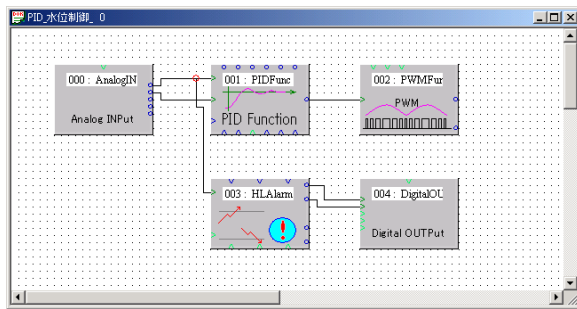 PID_水位制御_ 0
000 : AnalogIN
Analog INPut
001 : PIDFunc
PID Function
002 : PWMFur
PWM
003 : HLAlarm
004 : DigitalOU
Digital OUTPut